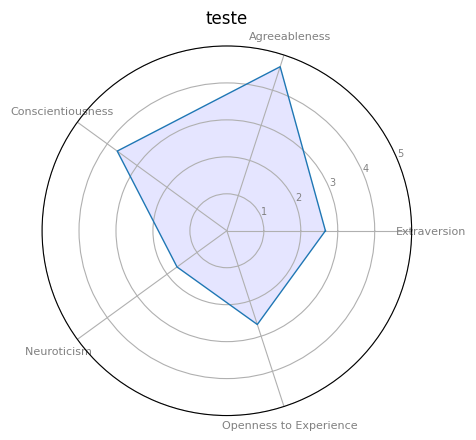 teste
Agreeableness
Conscientiousness
5
4
3
2
1
Extraversion
Neuroticism
Openness to Experience